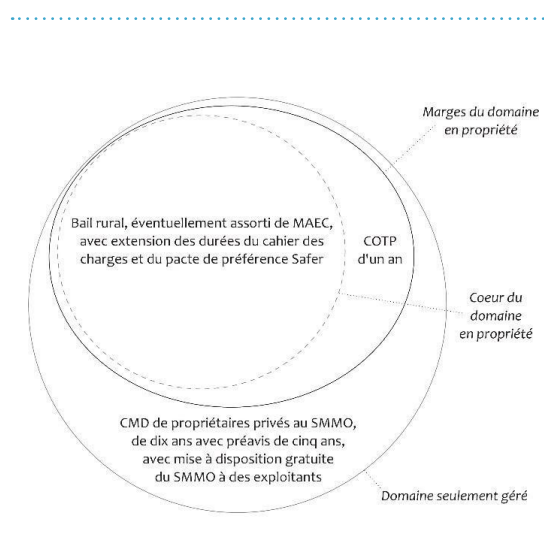 Marges du domaine
en propriété
Bail rural, éventuellement assorti de MAEC,
avec extension des durées du cahier des
charges et du pacte de préférence Safer
COTP
d'un an
Coeur du
domaine
en propriété
CMD de propriétaires privés au SMMO,
de dix ans avec préavis de cinq ans,
avec mise à disposition gratuite
du SMMO à des exploitants
Domaine seulement géré